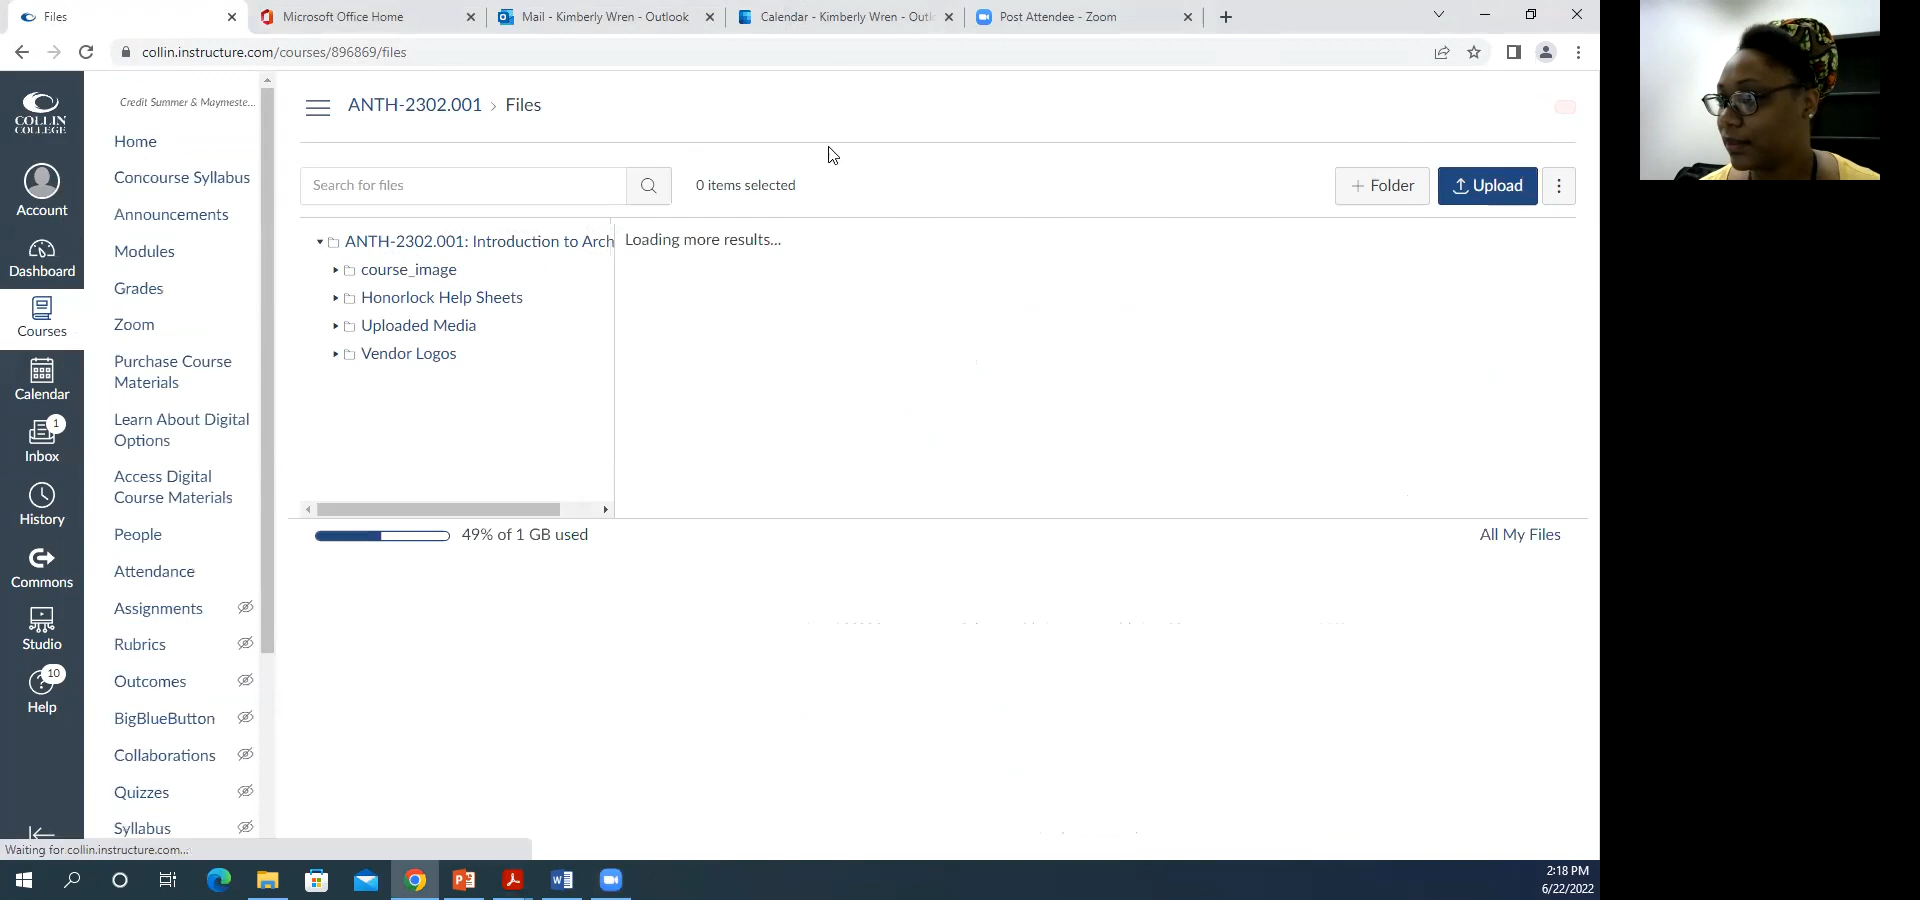 Files
Microsoft Office Home
Mail - Kimberly Wren - Outlook
Calendar - Kimberly Wren - Outl
Post Attendee - Zoom
collin.instructure.com/courses/896869/files
COLLIN
COLLEGE
Account
Dashboard
Courses
Calendar
1
Inbox
History
Commons
Studio
10
Help
Credit Summer & Maymeste...
Home
Concourse Syllabus
Announcements
Modules
Grades
Zoom
Purchase Course
Materials
Learn About Digital
Options
Access Digital
Course Materials
People
Attendance
Assignments
Rubrics
Outcomes
BigBlueButton
Collaborations
Quizzes
Syllabus
ANTH-2302.001 › Files
Search for files
0 items selected
+ Folder
Upload
ANTH-2302.001: Introduction to Arch
course_image
Honorlock Help Sheets
Uploaded Media
Vendor Logos
Loading more results...
49% of 1 GB used
All My Files
Waiting for collin.instructure.com...
2:18 PM
6/22/2022